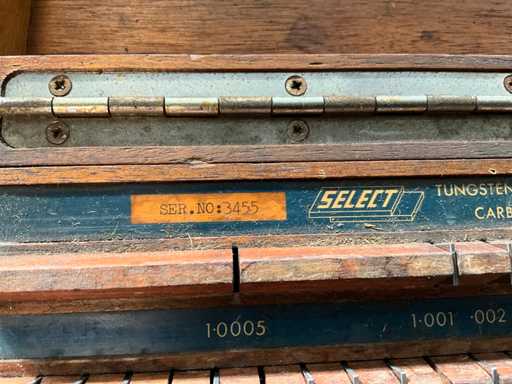 SER.NO:3455
SELECT
TUNGSTEN
CARB
1·0005 1·001 ·002